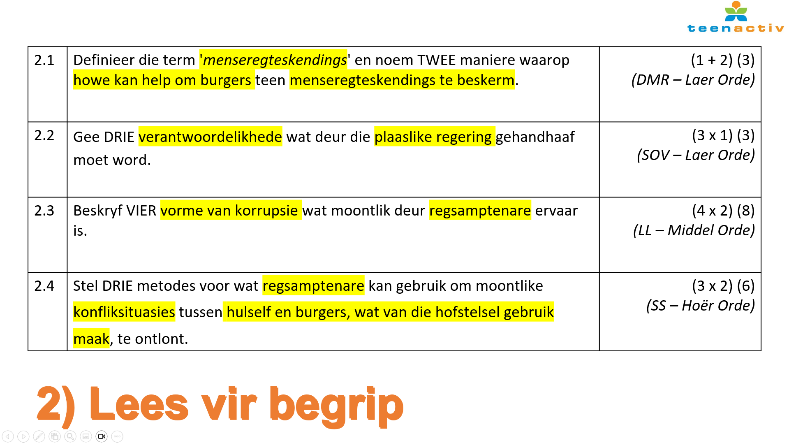 teenactiv
2.1 Definieer die term 'menseregteskendings' en noem TWEE maniere waarop (1 + 2) (3)
howe kan help om burgers teen menseregteskendings te beskerm. (DMR – Laer Orde)
2.2 Gee DRIE verantwoordelikhede wat deur die plaaslike regering gehandhaaf (3 x 1) (3)
moet word. (SOV – Laer Orde)
2.3 Beskryf VIER vorme van korrupsie wat moontlik deur regsamptenare ervaar (4 x 2) (8)
is. (LL – Middel Orde)
2.4 Stel DRIE metodes voor wat regsamptenare kan gebruik om moontlike (3 x 2) (6)
konfliksituasies tussen hulself en burgers, wat van die hofstelsel gebruik (SS – Hoër Orde)
maak, te ontlont.
2) Lees vir begrip